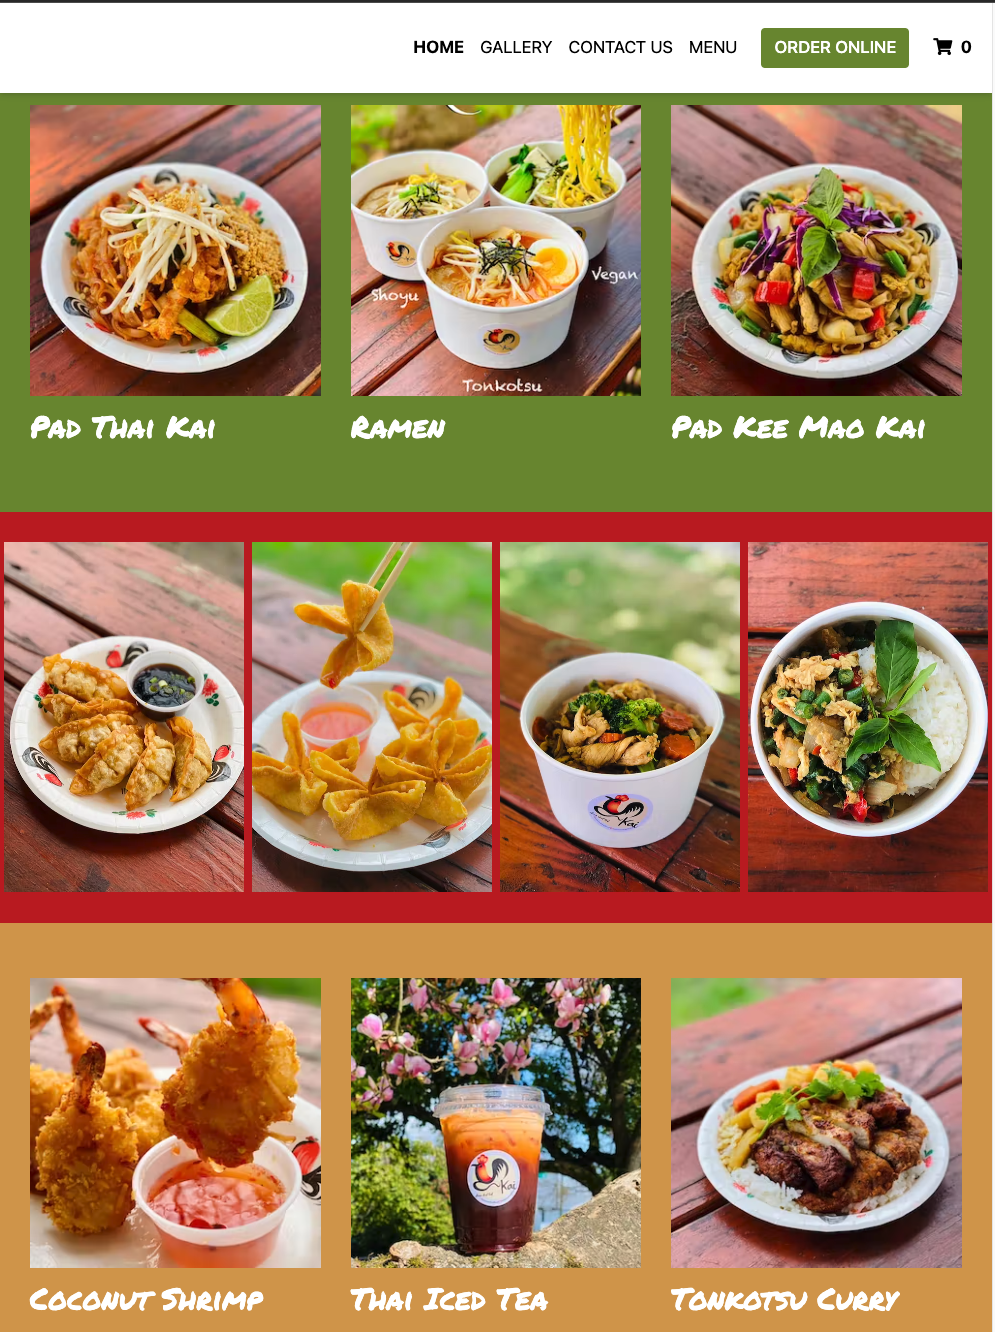 HOME GALLERY CONTACT US MENU ORDER ONLINE 0
Shoyu
Vegan
Tonkotsu
Pad Thai Kai
Ramen
Pad Kee Mao Kai
Kai
Kai
Coconut Shrimp
Thai Iced Tea
Tonkotsu Curry